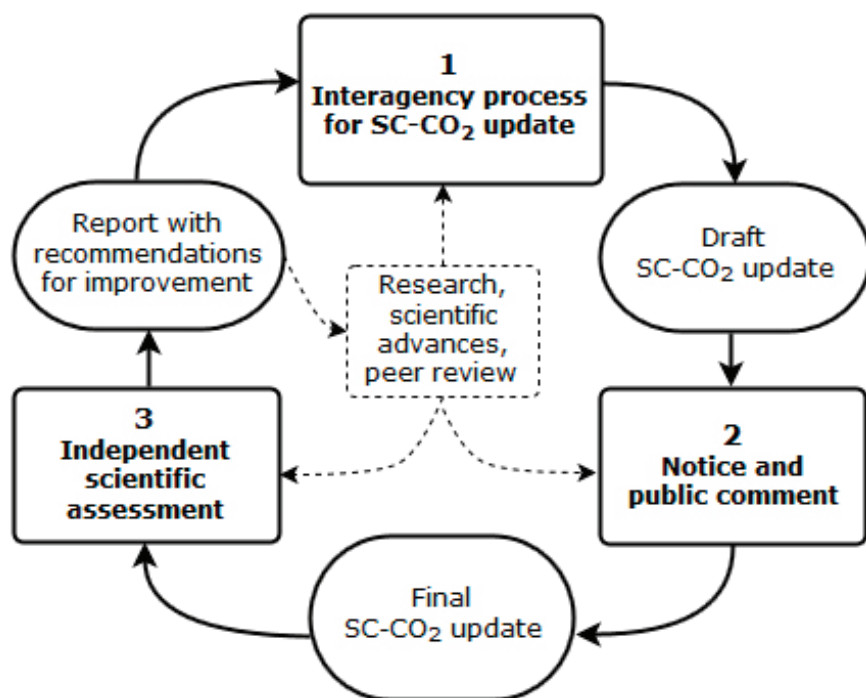 1
Interagency process
for SC-CO₂ update
Report with
recommendations
for improvement
Draft
SC-CO₂ update
Research,
scientific
advances,
peer review
3
Independent
scientific
assessment
2
Notice and
public comment
Final
SC-CO₂ update